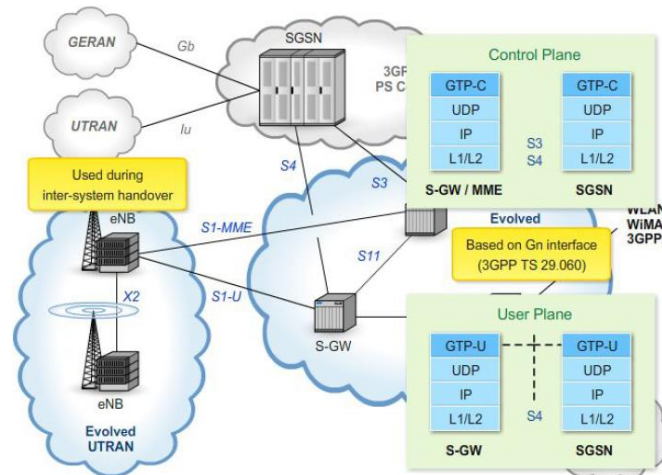 GERAN
Gb
SGSN
UTRAN
Iu
3GPP
PS C
Control Plane
GTP-C
UDP
IP
L1/L2
S-GW / MME
S3
S4
GTP-C
UDP
IP
L1/L2
SGSN
Used during
inter-system handover
eNB
S4
S3
S1-MME
S11
S1-U
X2
eNB
S-GW
Evolved
UTRAN
Evolved
WLAN
WiMA
3GPP
Based on Gn interface
(3GPP TS 29.060)
User Plane
GTP-U
UDP
IP
L1/L2
S-GW
S4
GTP-U
UDP
IP
L1/L2
SGSN